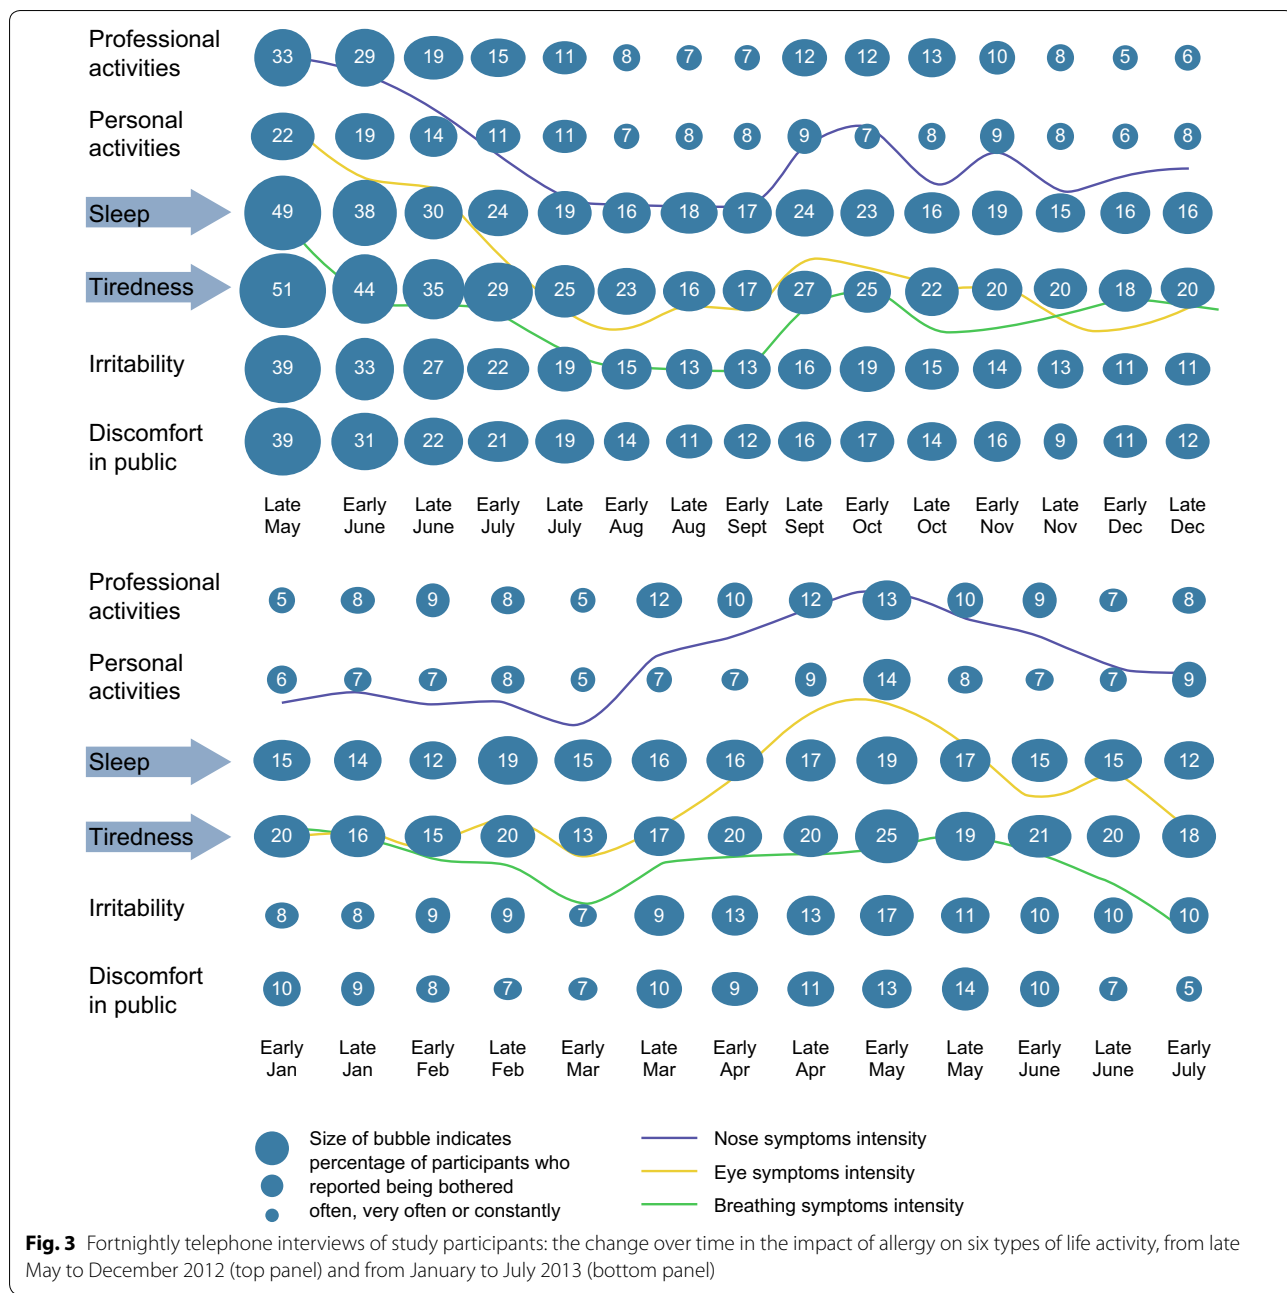 Professional
activities
33 29 19 15 11 8 7 7 12 12 13 10 8 5 6
Personal
activities
22 19 14 11 11 7 8 8 9 7 8 9 8 6 8
Sleep 49 38 30 24 19 16 18 17 24 23 16 19 15 16 16
Tiredness 51 44 35 29 25 23 16 17 27 25 22 20 20 18 20
Irritability 39 33 27 22 19 15 13 13 16 19 15 14 13 11 11
Discomfort
in public
39 31 22 21 19 14 11 12 16 17 14 16 9 11 12
Late Early Late Early Late Early Late Early Late Early Late Early Late Early Late
May June June July July Aug Aug Sept Sept Oct Oct Nov Nov Dec Dec
Professional
activities
5 8 9 8 5 12 10 12 13 10 9 7 8
Personal
activities
6 7 7 8 5 7 7 9 14 8 7 7 9
Sleep 15 14 12 19 15 16 16 17 19 17 15 15 12
Tiredness 20 16 15 20 13 17 20 20 25 19 21 20 18
Irritability 8 8 9 9 7 9 13 13 17 11 10 10 10
Discomfort
in public
10 9 8 7 7 10 9 11 13 14 10 7 5
Early Late Early Late Early Late Early Late Early Late Early Late Early
Jan Jan Feb Feb Mar Mar Apr Apr May May June June July
Size of bubble indicates
percentage of participants who
reported being bothered
often, very often or constantly
Nose symptoms intensity
Eye symptoms intensity
Breathing symptoms intensity
Fig. 3 Fortnightly telephone interviews of study participants: the change over time in the impact of allergy on six types of life activity, from late
May to December 2012 (top panel) and from January to July 2013 (bottom panel)